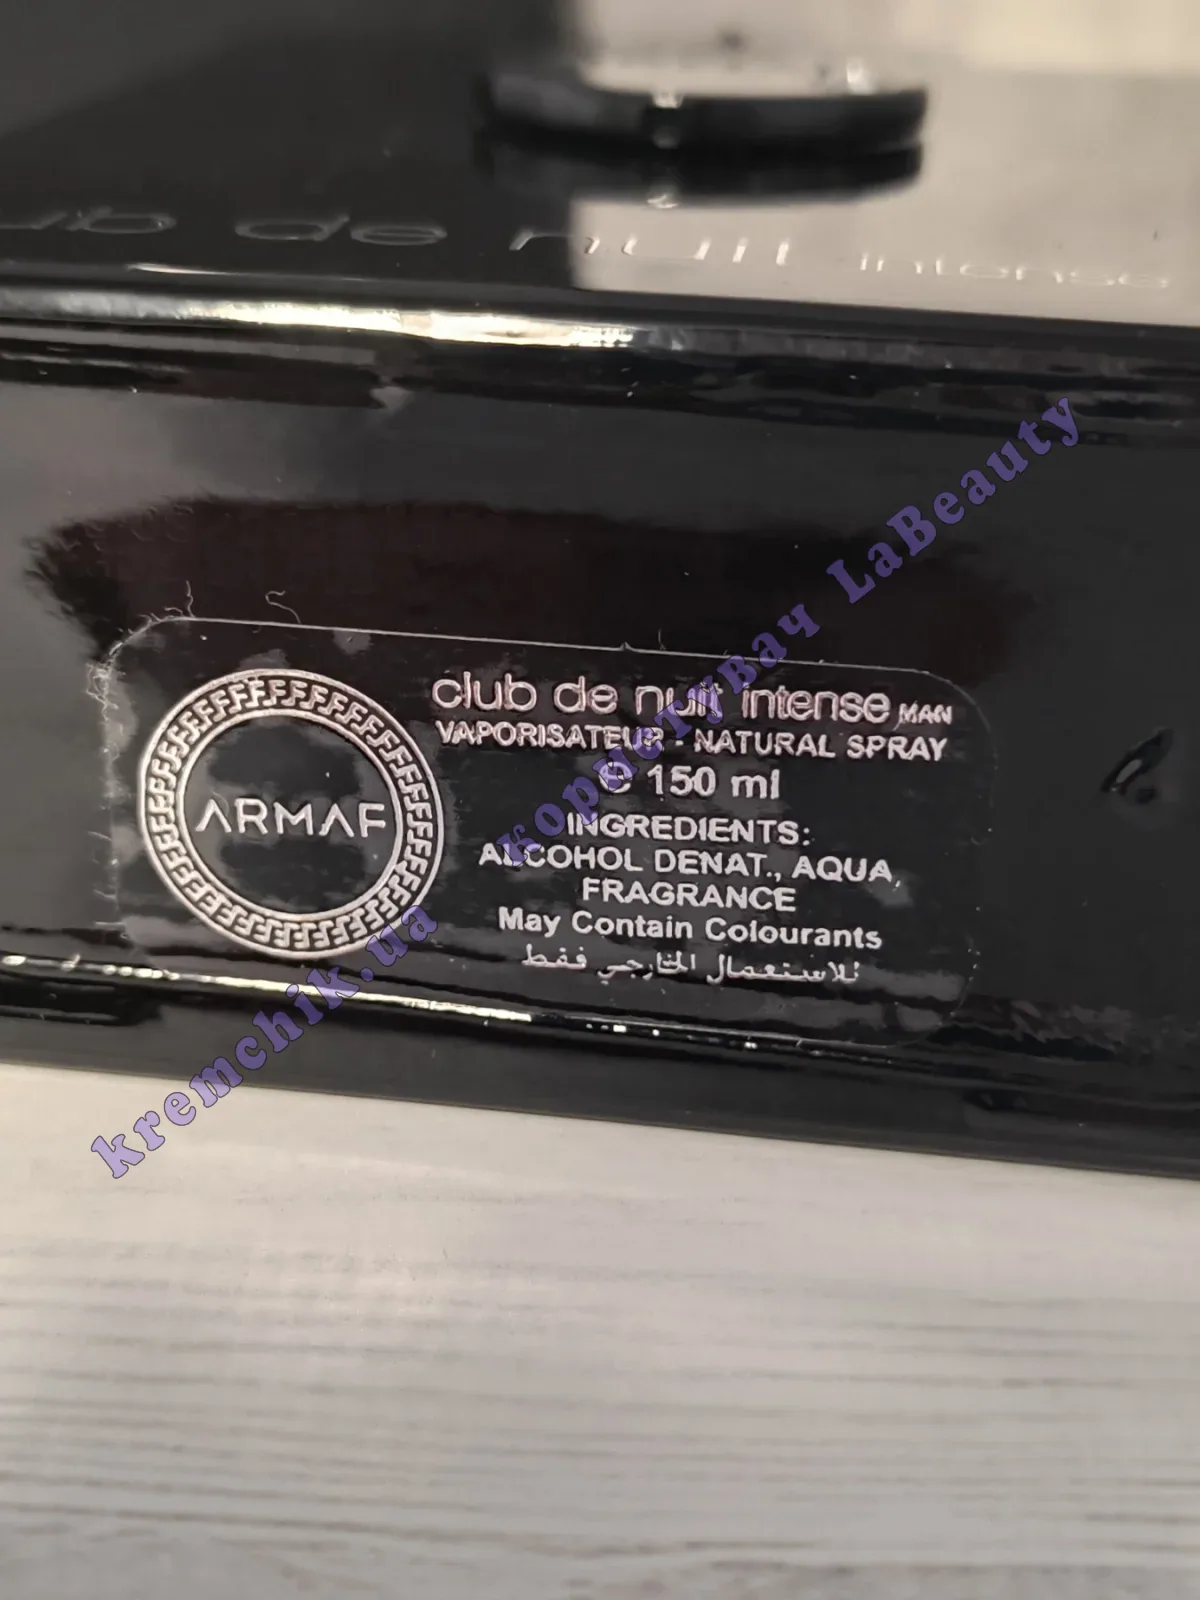 club de nuit intense
ARMAF
club de nuit intense MAN
VAPORISATEUR - NATURAL SPRAY
℮ 150 ml
INGREDIENTS:
ALCOHOL DENAT., AQUA,
FRAGRANCE
May Contain Colourants
للاستعمال الخارجي فقط
kremchik.ua користувач LaBeauty